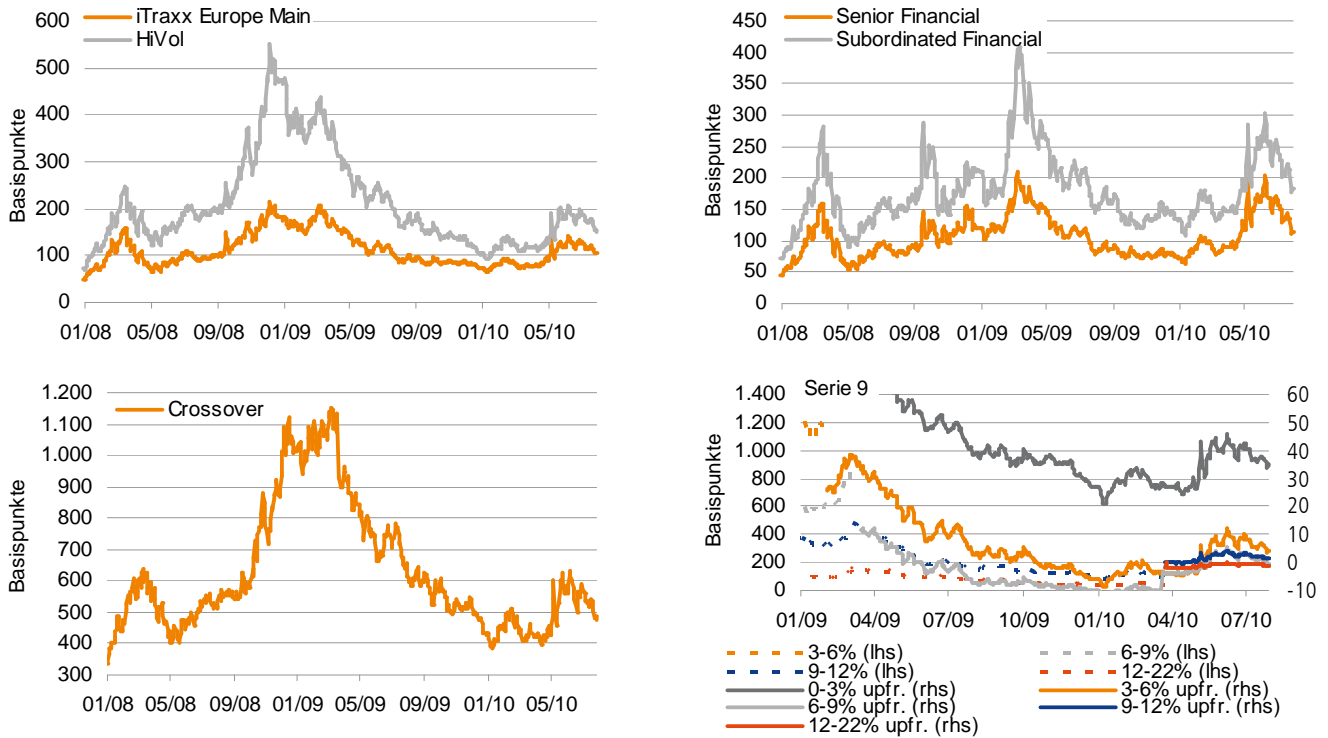 iTraxx Europe Main
HiVol
Basispunkte
600
500
400
300
200
100
0
01/08 05/08 09/08 01/09 05/09 09/09 01/10 05/10
Senior Financial
Subordinated Financial
Basispunkte
450
400
350
300
250
200
150
100
50
0
01/08 05/08 09/08 01/09 05/09 09/09 01/10 05/10
Crossover
Basispunkte
1.200
1.100
1.000
900
800
700
600
500
400
300
01/08 05/08 09/08 01/09 05/09 09/09 01/10 05/10
Serie 9
Basispunkte
1.400
1.200
1.000
800
600
400
200
0
60
50
40
30
20
10
0
-10
01/09 04/09 07/09 10/09 01/10 04/10 07/10
3-6% (lhs) 6-9% (lhs)
9-12% (lhs) 12-22% (lhs)
0-3% upfr. (rhs) 3-6% upfr. (rhs)
6-9% upfr. (rhs) 9-12% upfr. (rhs)
12-22% upfr. (rhs)